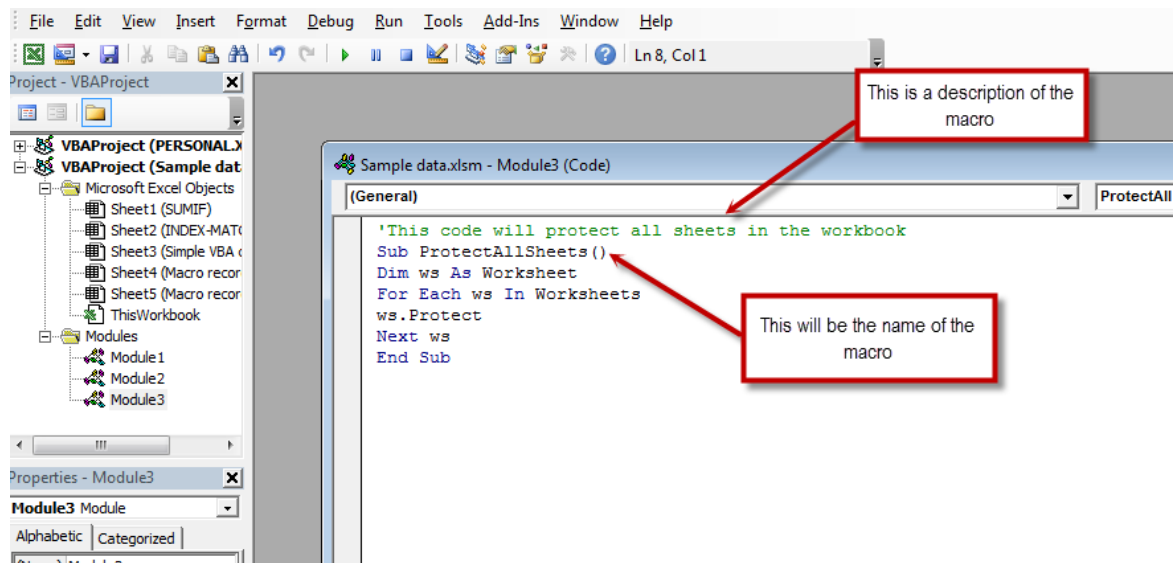 File Edit View Insert Format Debug Run Tools Add-Ins Window Help
Ln 8, Col 1
Project - VBAProject
This is a description of the
macro
VBAProject (PERSONAL.X
VBAProject (Sample dat
Microsoft Excel Objects
Sheet1 (SUMIF)
Sheet2 (INDEX-MAT
Sheet3 (Simple VBA
Sheet4 (Macro recor
Sheet5 (Macro recor
ThisWorkbook
Modules
Module1
Module2
Module3
Sample data.xlsm - Module3 (Code)
(General) ProtectAll
'This code will protect all sheets in the workbook
Sub ProtectAllSheets()
Dim ws As Worksheet
For Each ws In Worksheets
ws.Protect
Next ws
End Sub
This will be the name of the
macro
Properties - Module3
Module3 Module
Alphabetic Categorized